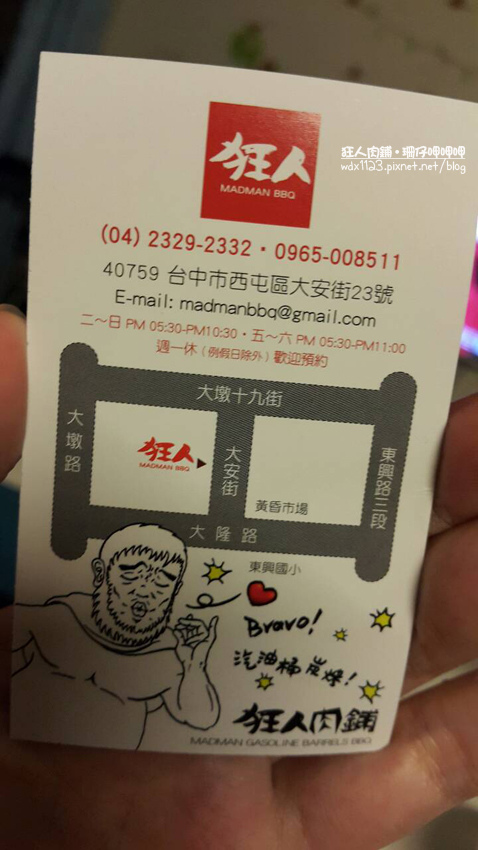 狂人
MADMAN BBQ
狂人肉鋪・珊仔呷呷呷
wdx1123.pixnet.net/blog
(04) 2329-2332・0965-008511
40759 台中市西屯區大安街23號
E-mail: madmanbbq@gmail.com
二～日 PM 05:30-PM10:30・五～六 PM 05:30-PM11:00
週一休（例假日除外）歡迎預約
大墩十九街
大墩路
狂人
MADMAN BBQ
大安街
黃昏市場
東興路三段
大隆路
東興國小
Bravo!
汽油桶炭烤!
狂人肉鋪
MADMAN GASOLINE BARRELS BBQ